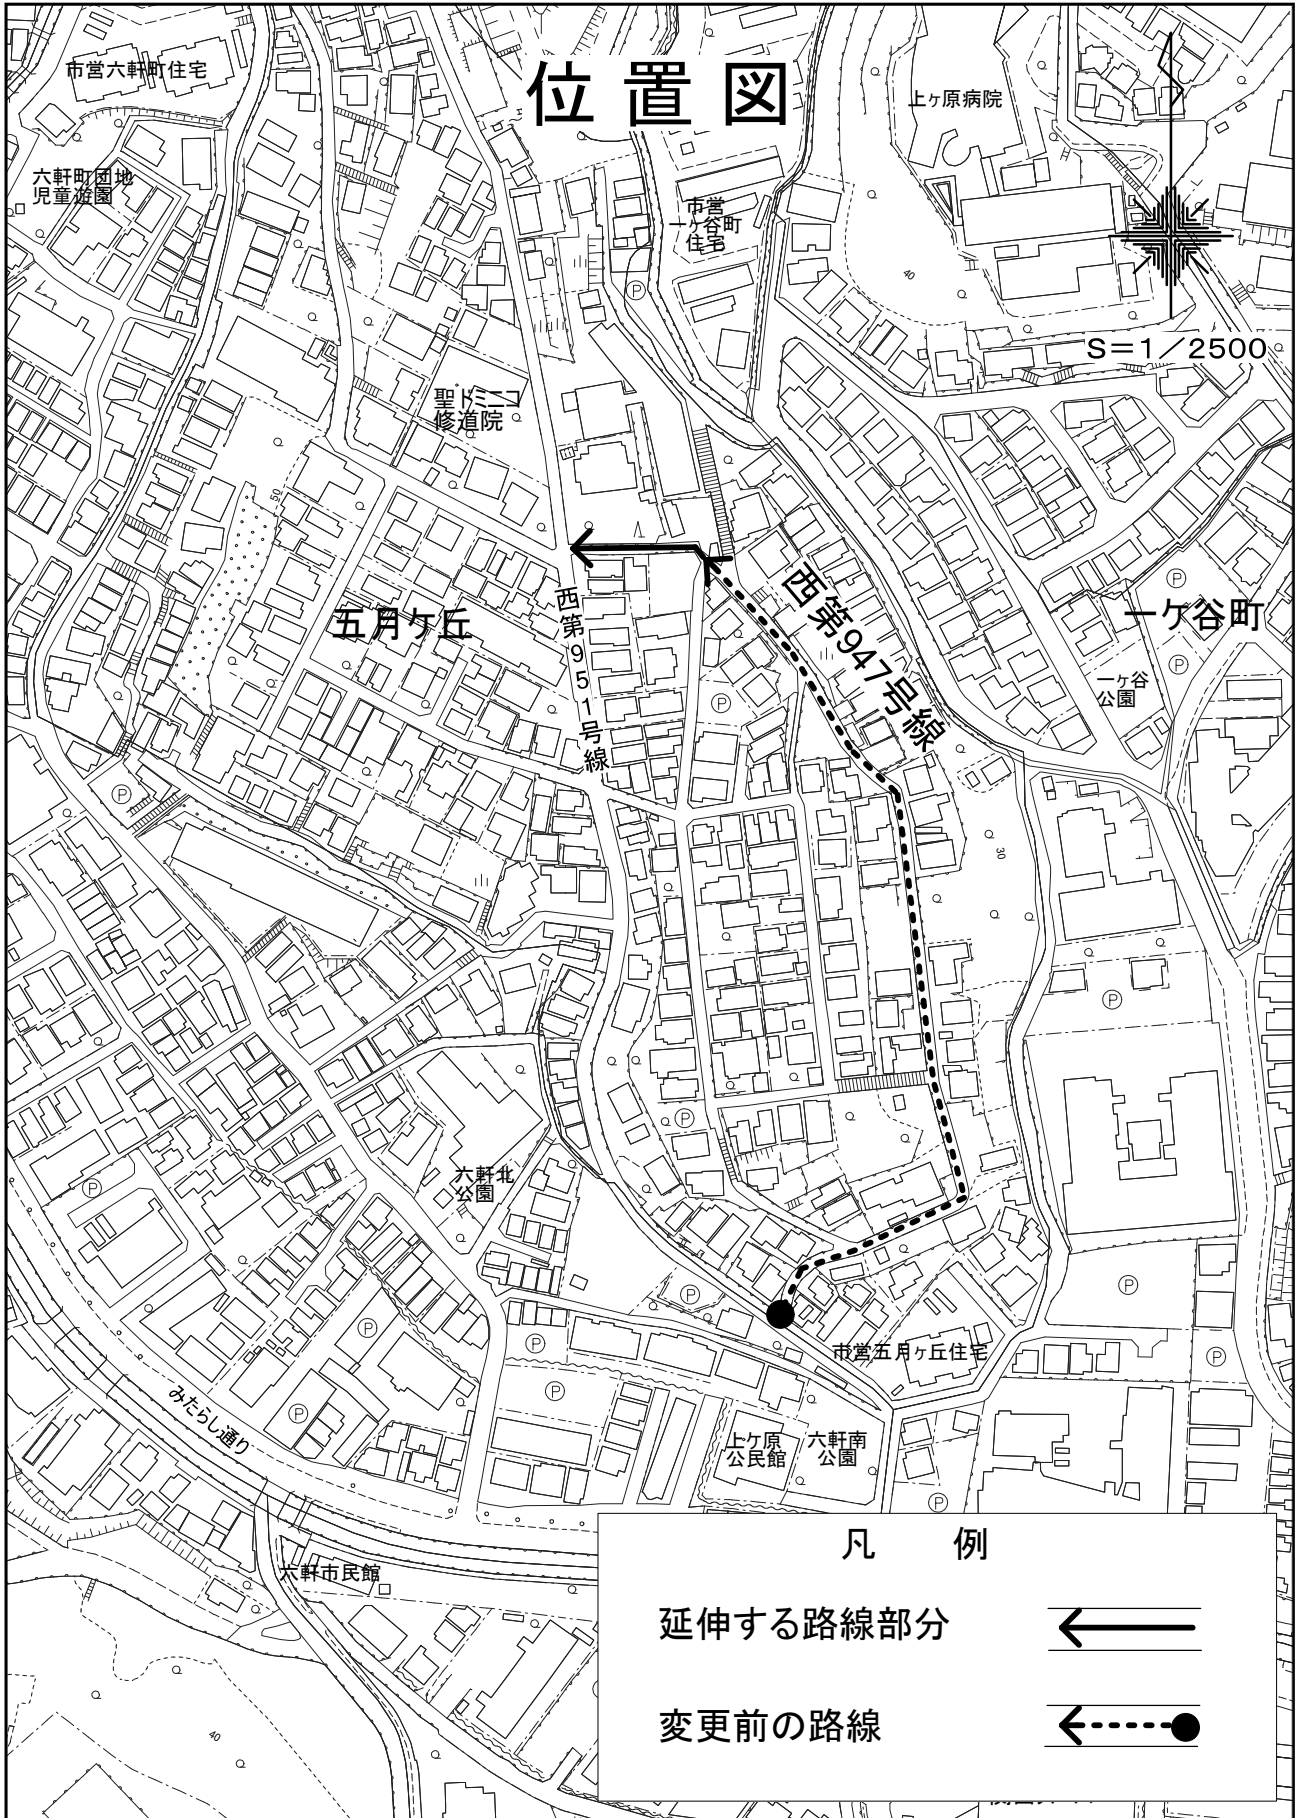 位置図
市営六軒町住宅
上ヶ原病院
六軒町団地
児童遊園
市営
一ヶ谷町
住宅
Ⓟ
40
S=1/2500
聖ドミニコ
修道院
50
五月ケ丘
西第951号線
西第947号線
一ケ谷町
Ⓟ
Ⓟ
一ヶ谷
公園
Ⓟ
Ⓟ
30
Ⓟ
Ⓟ
Ⓟ
六軒北
公園
Ⓟ
Ⓟ
Ⓟ
Ⓟ
Ⓟ
市営五月ヶ丘住宅
Ⓟ
Ⓟ
Ⓟ
みたらし通り
上ケ原
公民館
六軒南
公園
Ⓟ
六軒市民館
40
凡 例
延伸する路線部分
変更前の路線